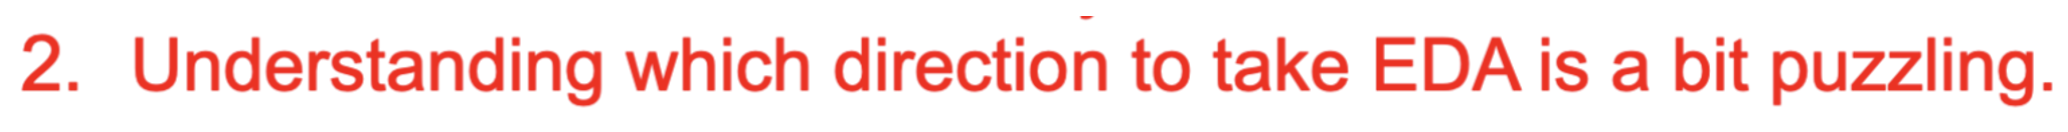 2. Understanding which direction to take EDA is a bit puzzling.